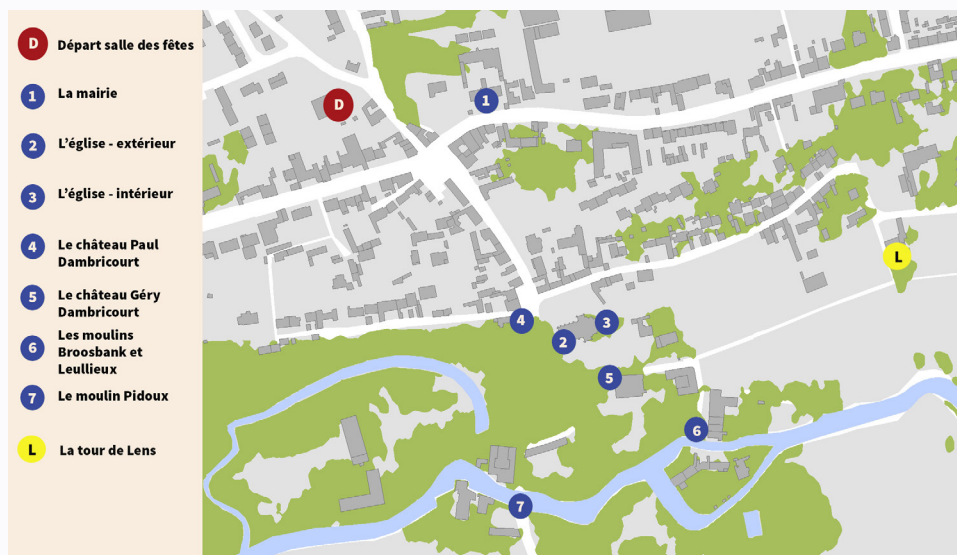 D Départ salle des fêtes
1 La mairie
2 L'église - extérieur
3 L'église - intérieur
4 Le château Paul
Dambricourt
5 Le château Géry
Dambricourt
6 Les moulins
Broosbank et
Leullieux
7 Le moulin Pidoux
L La tour de Lens
D
1
L
4
3
2
5
6
7